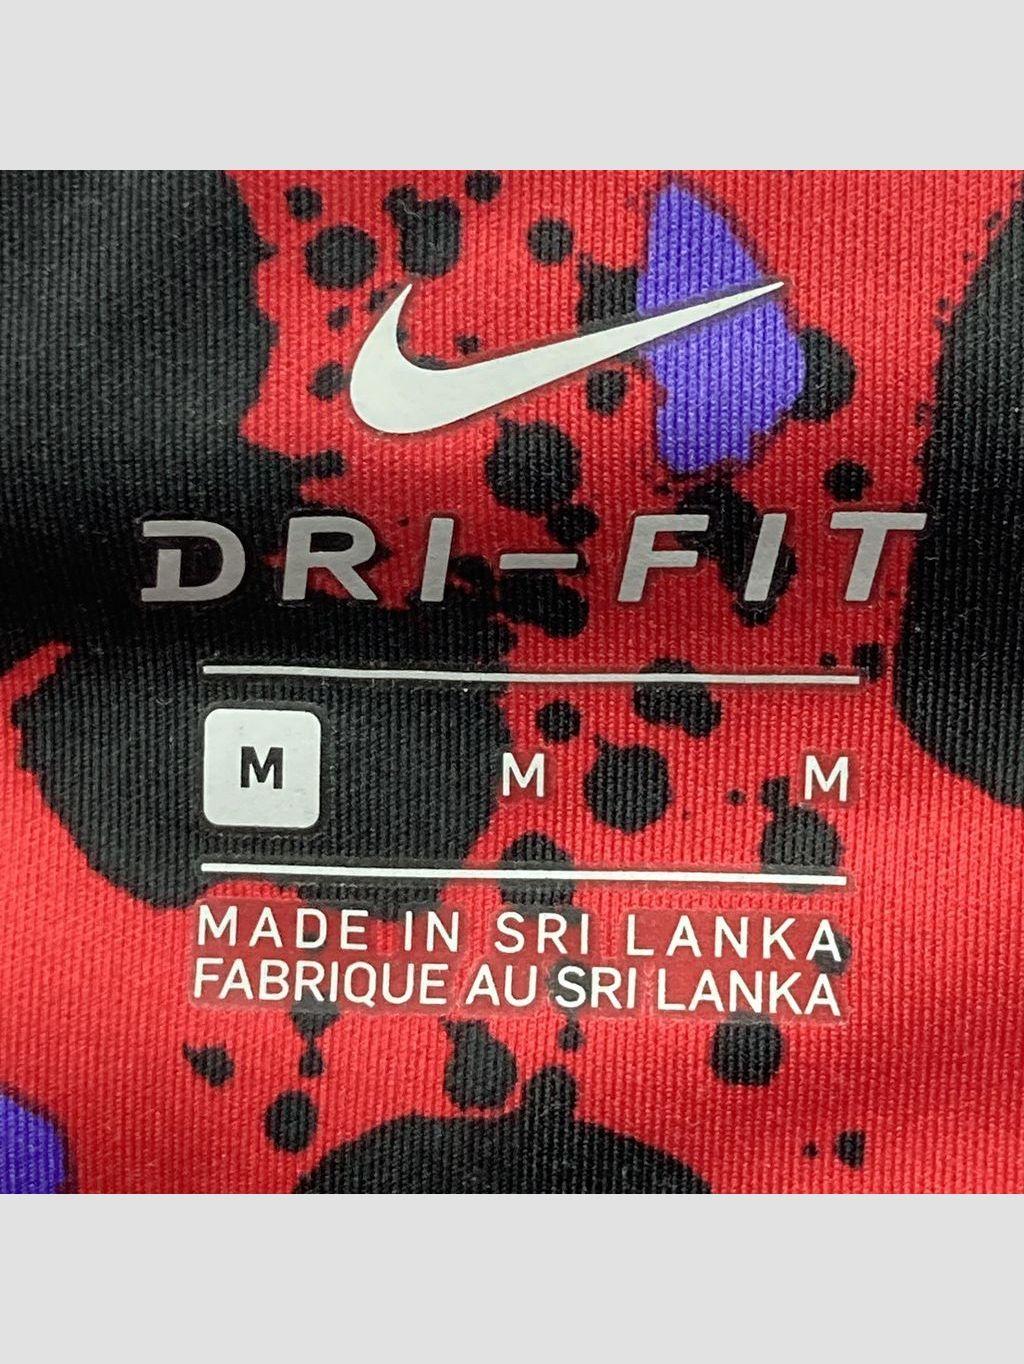 DRI-FIT
M M M
MADE IN SRI LANKA
FABRIQUE AU SRI LANKA